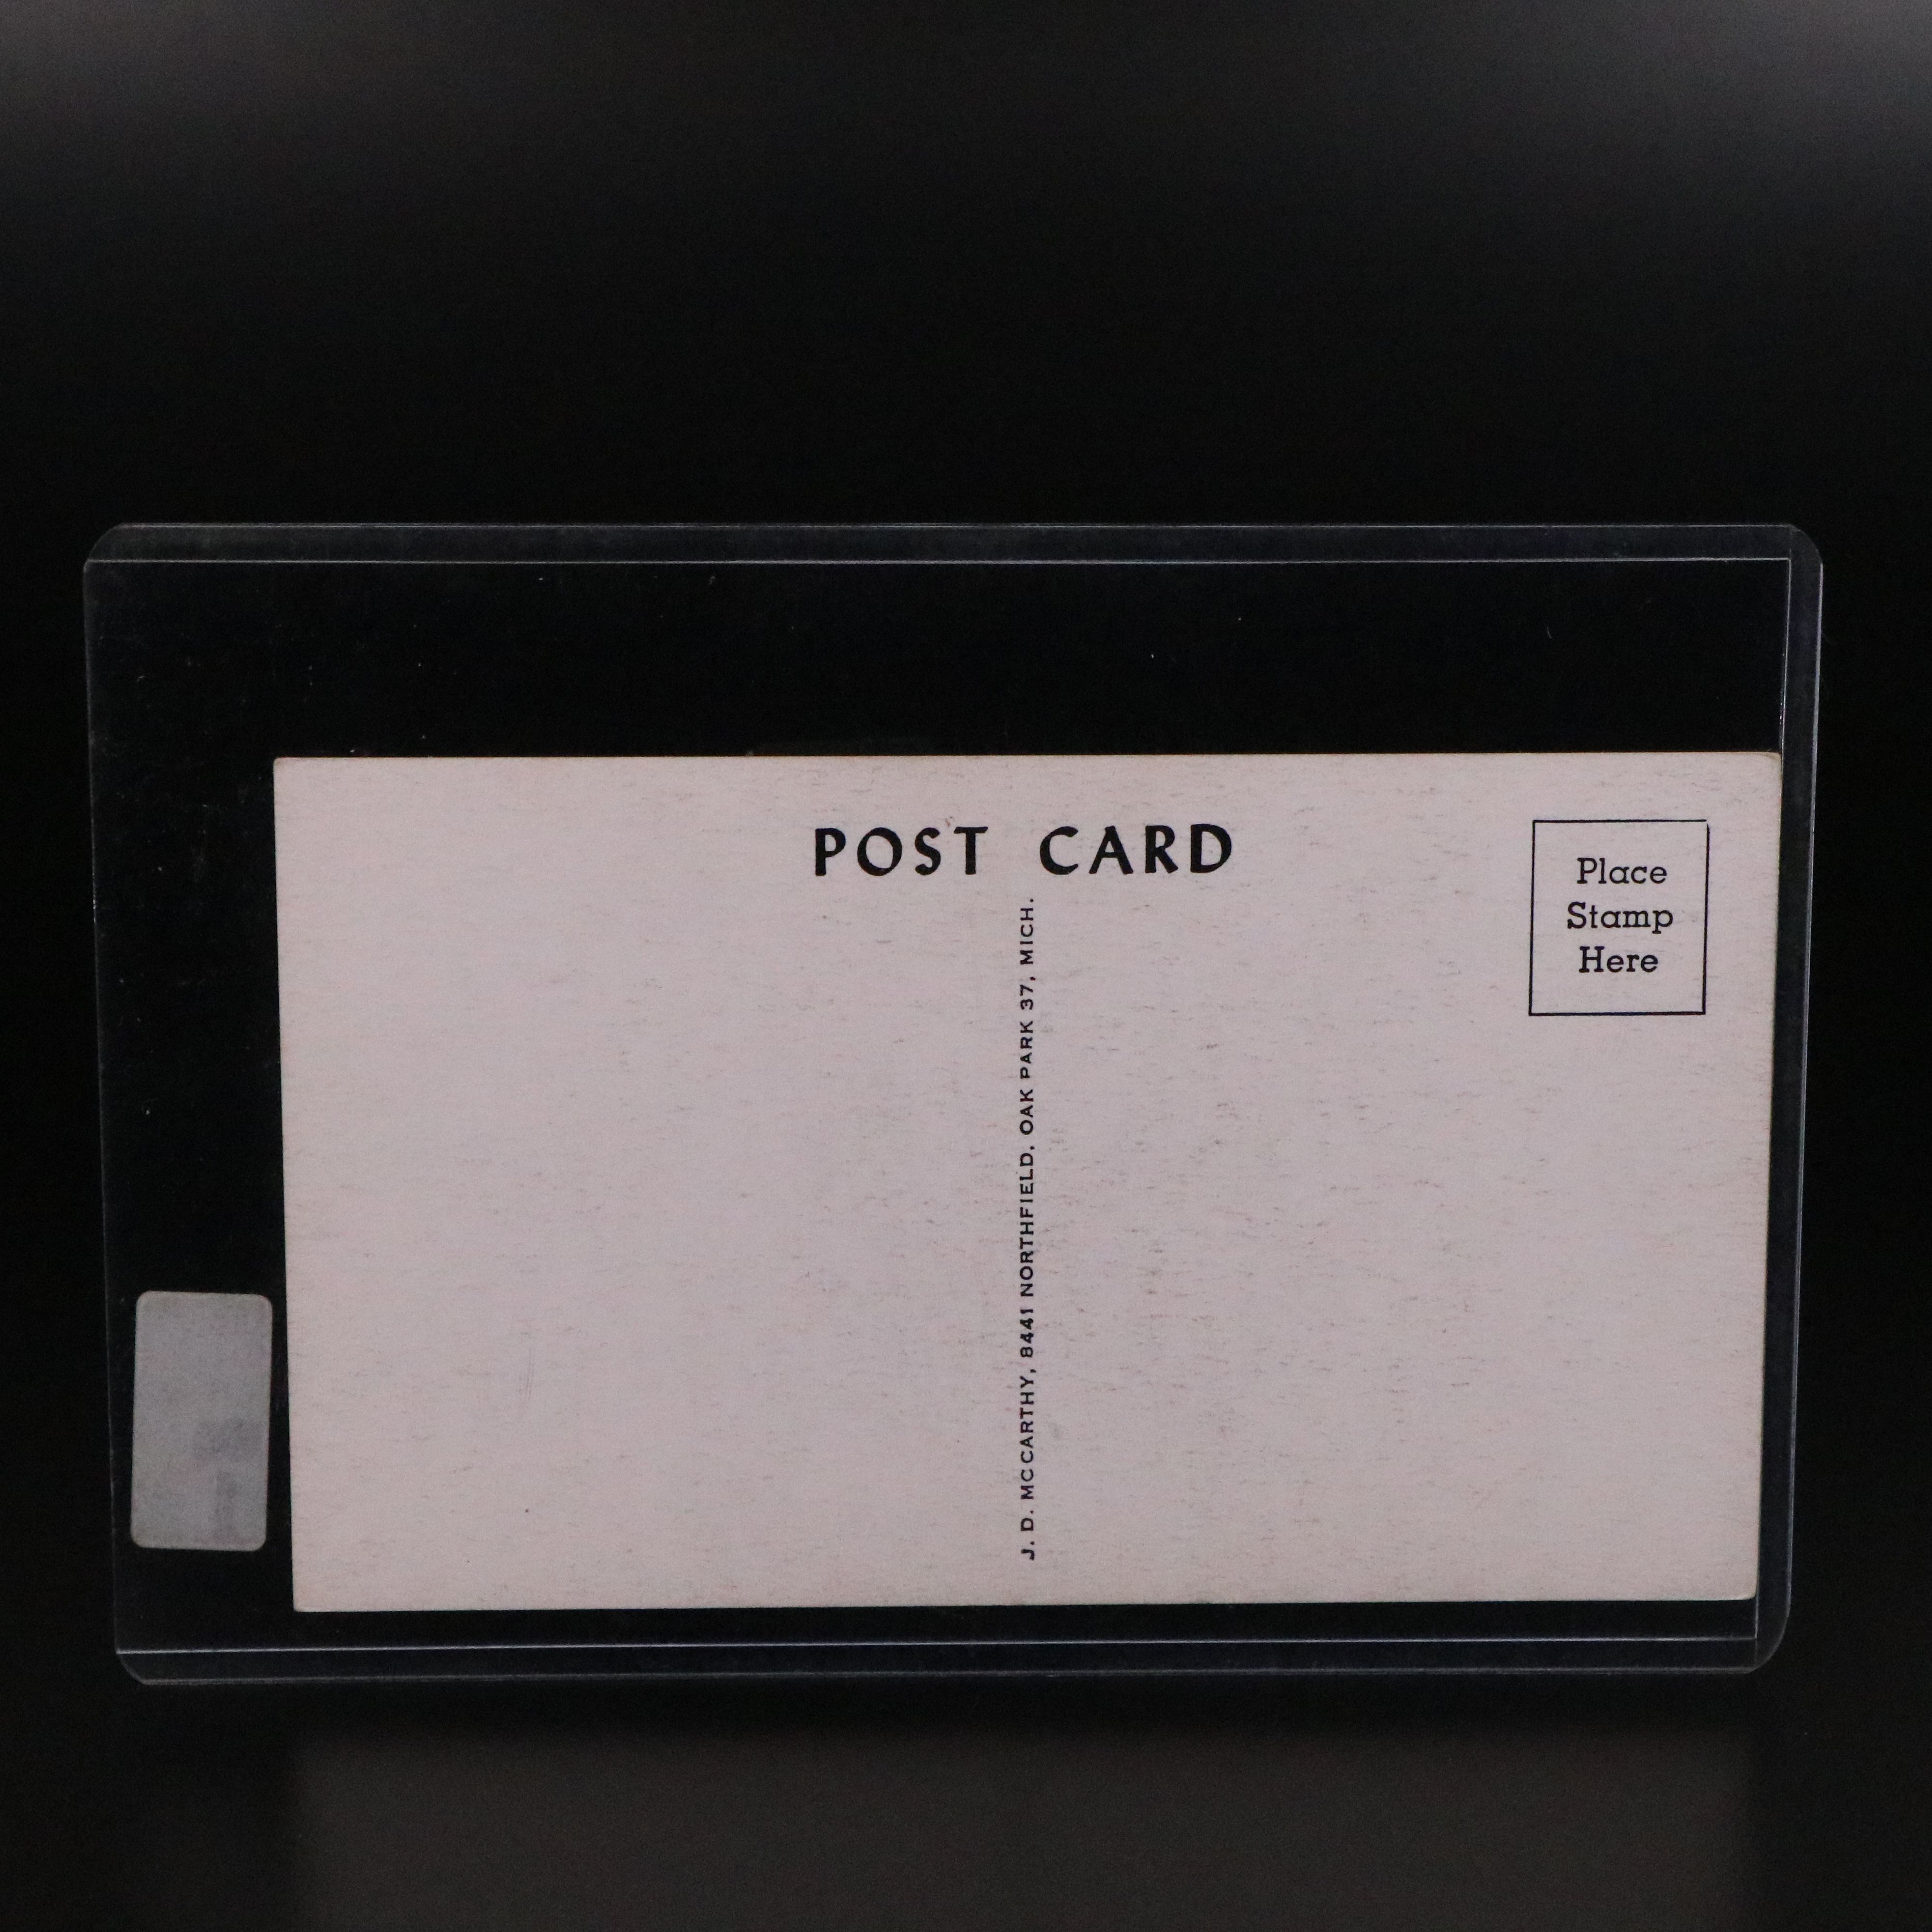 POST CARD
Place
Stamp
Here
J. D. MCCARTHY, 8441 NORTHFIELD, OAK PARK 37, MICH.